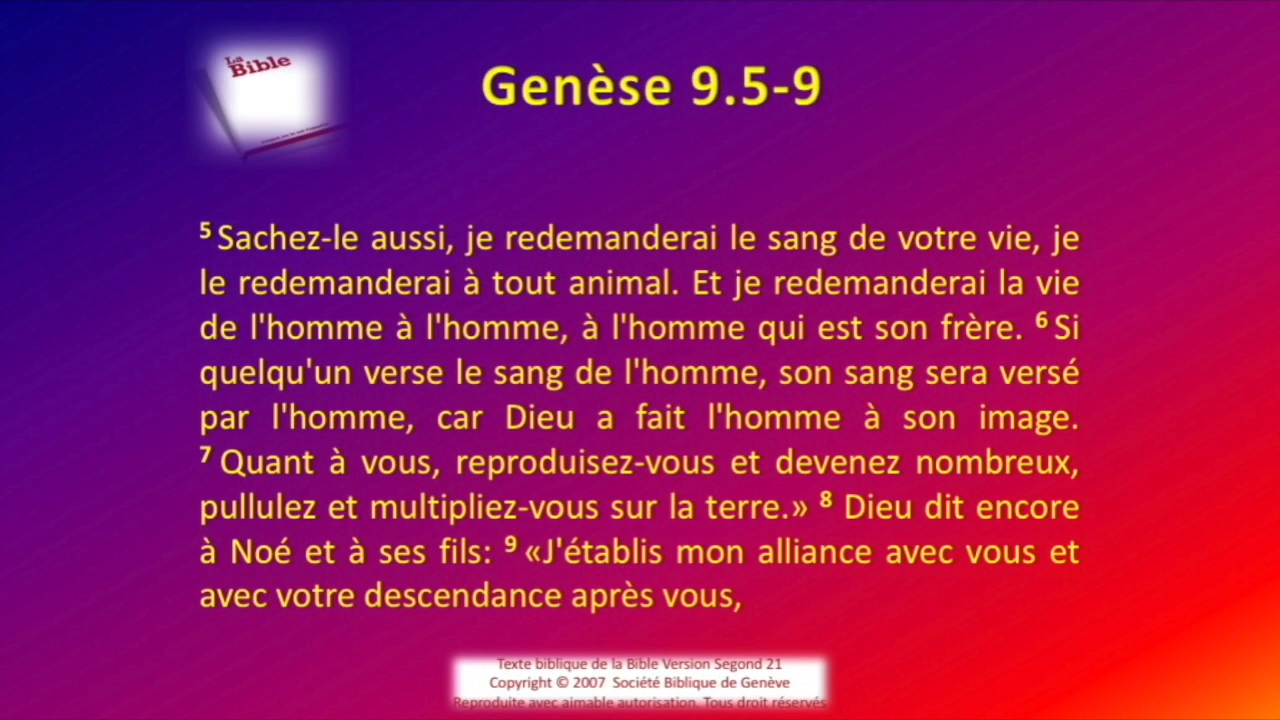 La
Bible
Genèse 9.5-9
⁵ Sachez-le aussi, je redemanderai le sang de votre vie, je
le redemanderai à tout animal. Et je redemanderai la vie
de l'homme à l'homme, à l'homme qui est son frère. ⁶ Si
quelqu'un verse le sang de l'homme, son sang sera versé
par l'homme, car Dieu a fait l'homme à son image.
⁷ Quant à vous, reproduisez-vous et devenez nombreux,
pullulez et multipliez-vous sur la terre.» ⁸ Dieu dit encore
à Noé et à ses fils: ⁹ «J'établis mon alliance avec vous et
avec votre descendance après vous,
Texte biblique de la Bible Version Segond 21
Copyright © 2007 Société Biblique de Genève
Reproduite avec aimable autorisation. Tous droit réservés